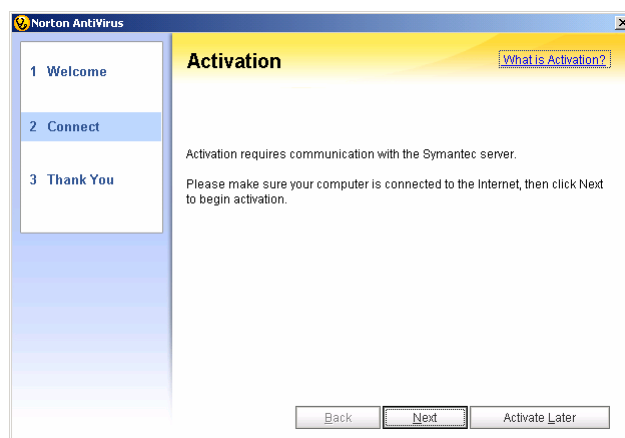 Norton AntiVirus
1 Welcome
2 Connect
3 Thank You
Activation
What is Activation?
Activation requires communication with the Symantec server.
Please make sure your computer is connected to the Internet, then click Next
to begin activation.
Back
Next
Activate Later